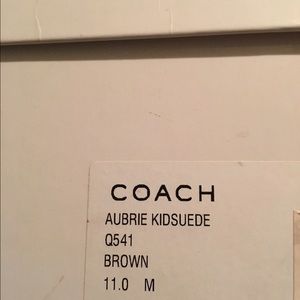 COACH
AUBRIE KIDSUEDE
Q541
BROWN
11.0 M